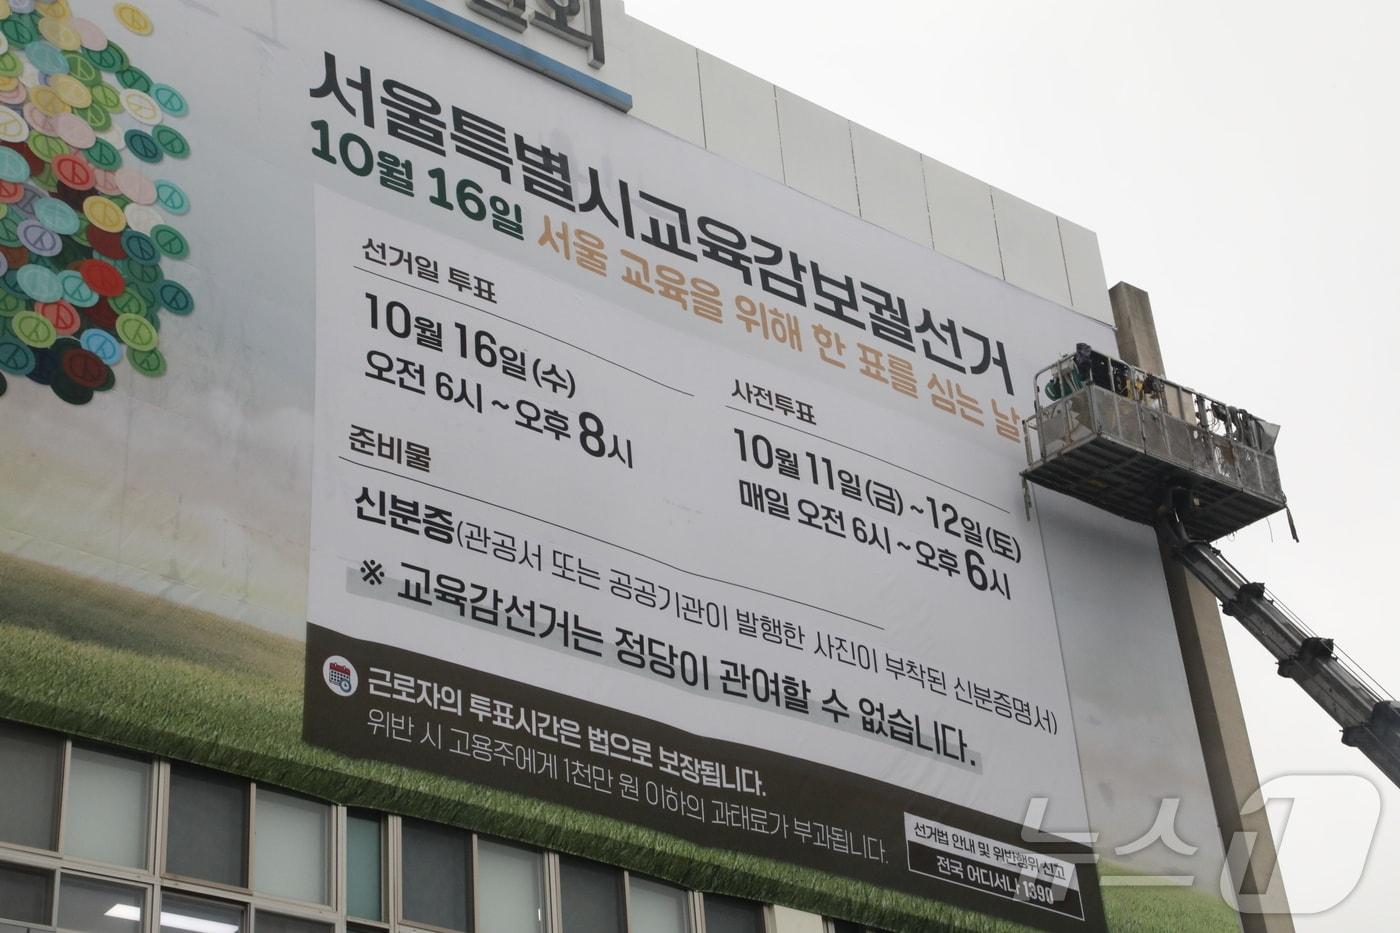 서울특별시교육감보궐선거
10월 16일 서울 교육을 위해 한 표를 심는 날
선거일 투표
10월 16일(수)
오전 6시 ~ 오후 8시
사전투표
10월 11일(금) ~ 12일(토)
매일 오전 6시 ~ 오후 6시
준비물
신분증(관공서 또는 공공기관이 발행한 사진이 부착된 신분증명서)
※ 교육감선거는 정당이 관여할 수 없습니다.
근로자의 투표시간은 법으로 보장됩니다.
위반 시 고용주에게 1천만 원 이하의 과태료가 부과됩니다.
선거법 안내 및 위반행위 신고
전국 어디서나 1390
뉴스1